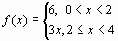 f(x) = { 6, 0 < x < 2
3x, 2 ≤ x < 4